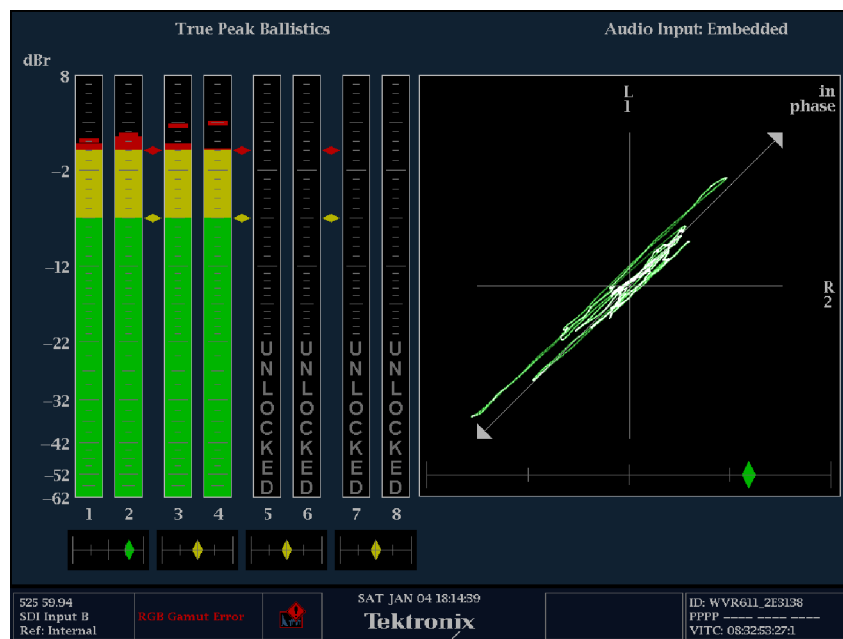 True Peak Ballistics
Audio Input: Embedded
dBr
8
-2
-12
-22
-32
-42
-52
-62
UNLOCKED
UNLOCKED
UNLOCKED
UNLOCKED
1 2 3 4 5 6 7 8
L
1
in
phase
R
2
525 59.94
SDI Input B
Ref: Internal
RGB Gamut Error
SAT JAN 04 18:14:39
Tektronix
ID: WVR611_2E3138
PPPP ---- ---- ---- ----
VITC: 08:32:53:27:1